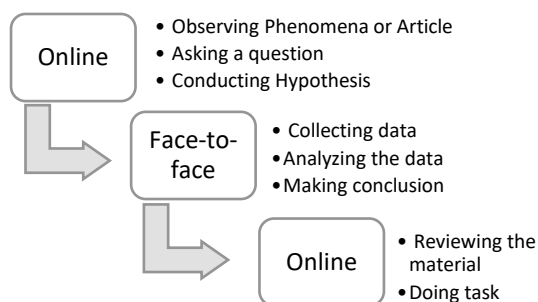 Online
• Observing Phenomena or Article
• Asking a question
• Conducting Hypothesis
Face-to-
face
• Collecting data
•Analyzing the data
•Making conclusion
Online
• Reviewing the
material
•Doing task